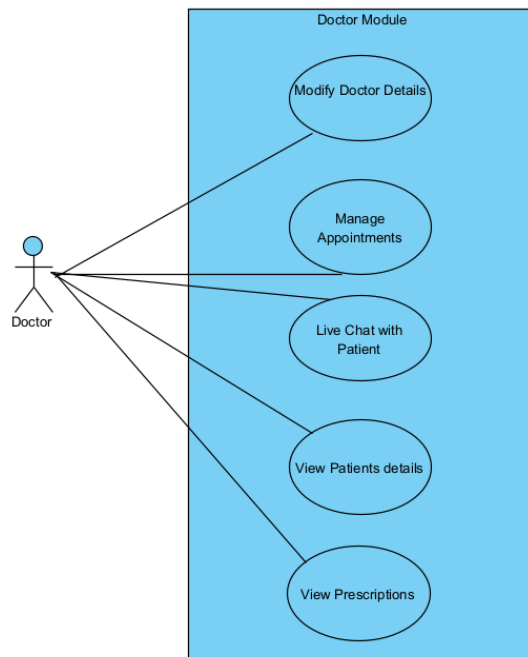 Doctor Module
Modify Doctor Details
Manage
Appointments
Doctor
Live Chat with
Patient
View Patients details
View Prescriptions